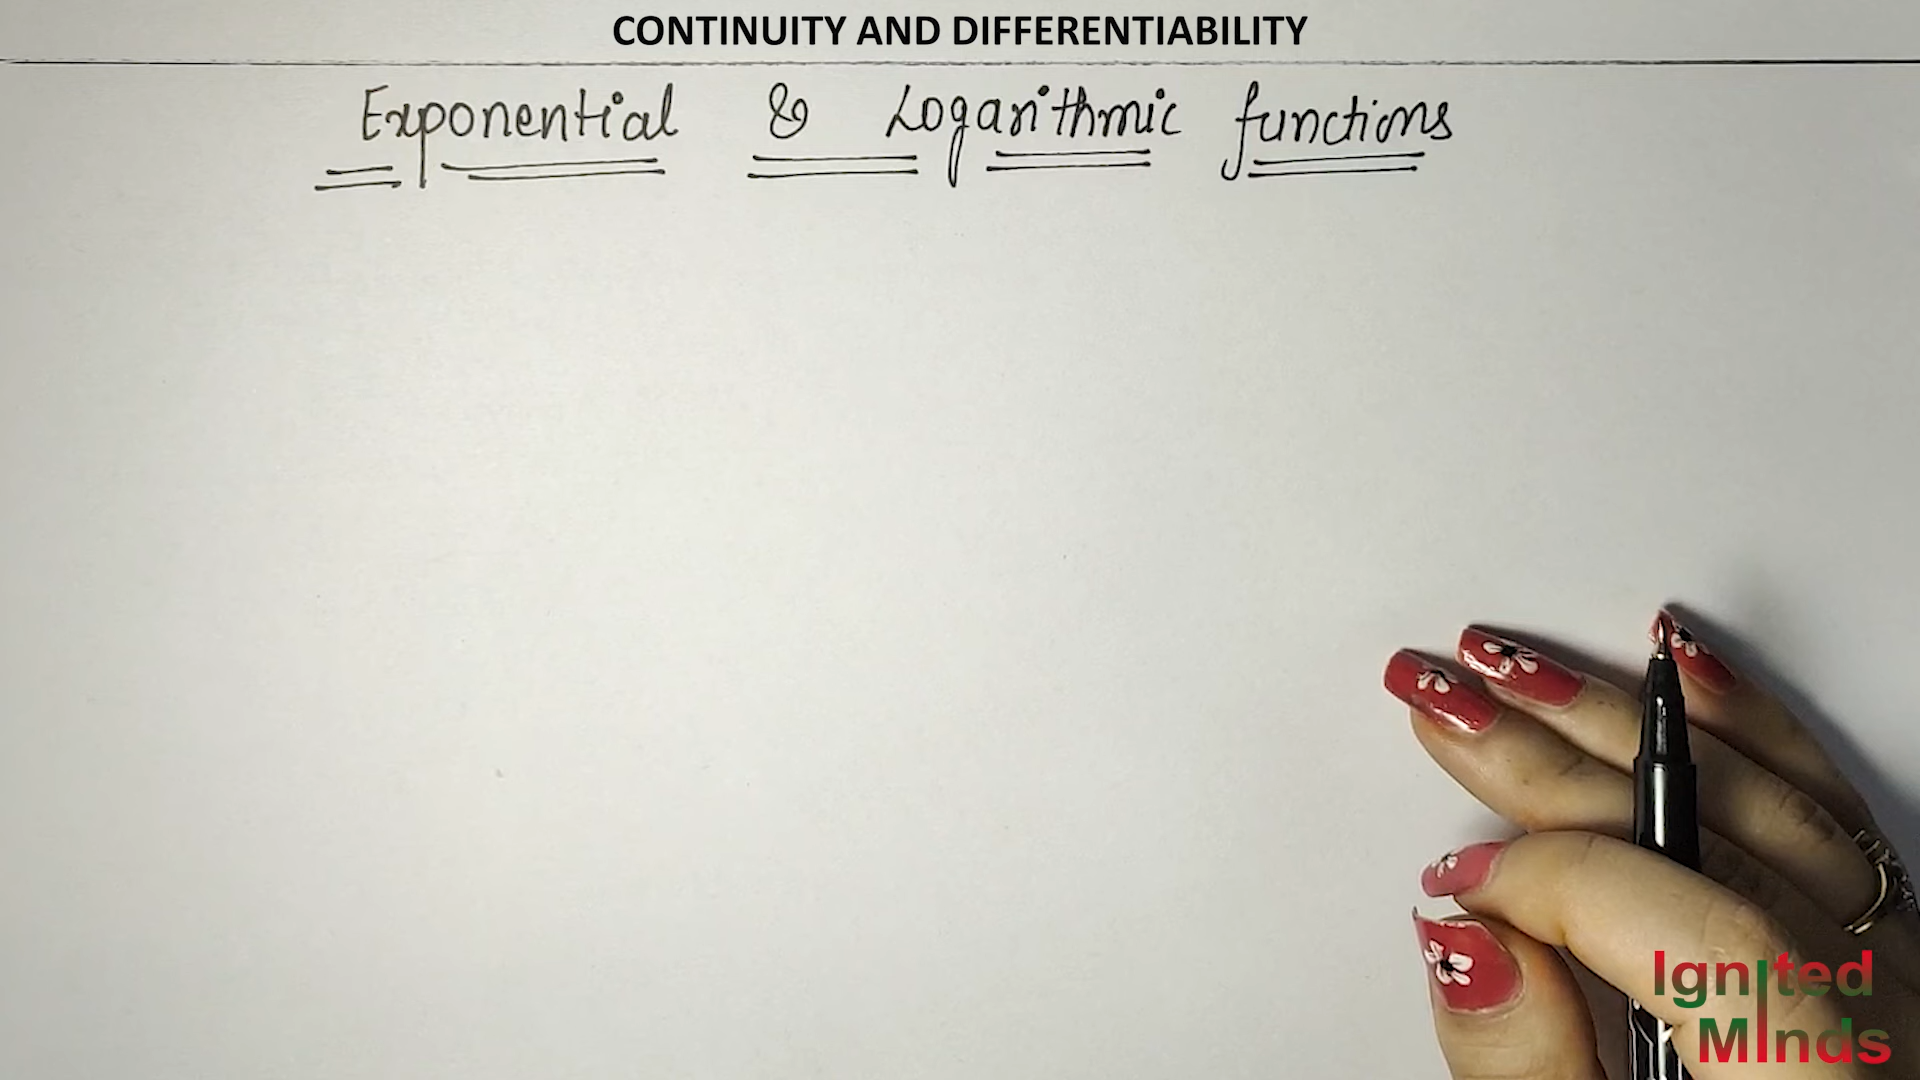 CONTINUITY AND DIFFERENTIABILITY
Exponential & Logarithmic functions
Ignited
Minds